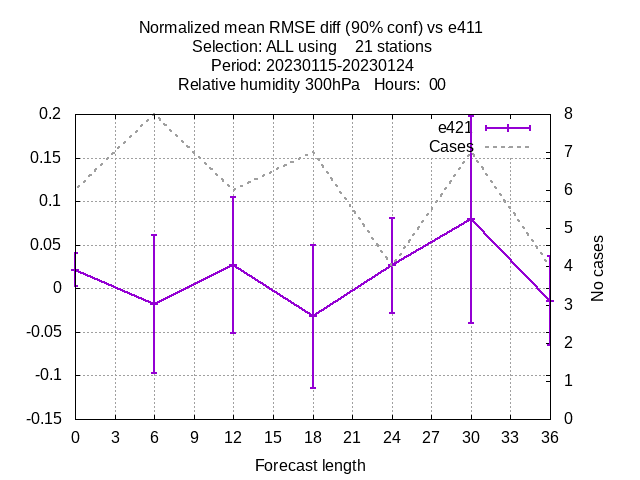 Normalized mean RMSE diff (90% conf) vs e411
Selection: ALL using    21 stations
Period: 20230115-20230124
Relative humidity 300hPa   Hours:  00
e421
Cases
0.2
0.15
0.1
0.05
0
-0.05
-0.1
-0.15
8
7
6
5
4
3
2
1
0
No cases
0 3 6 9 12 15 18 21 24 27 30 33 36
Forecast length